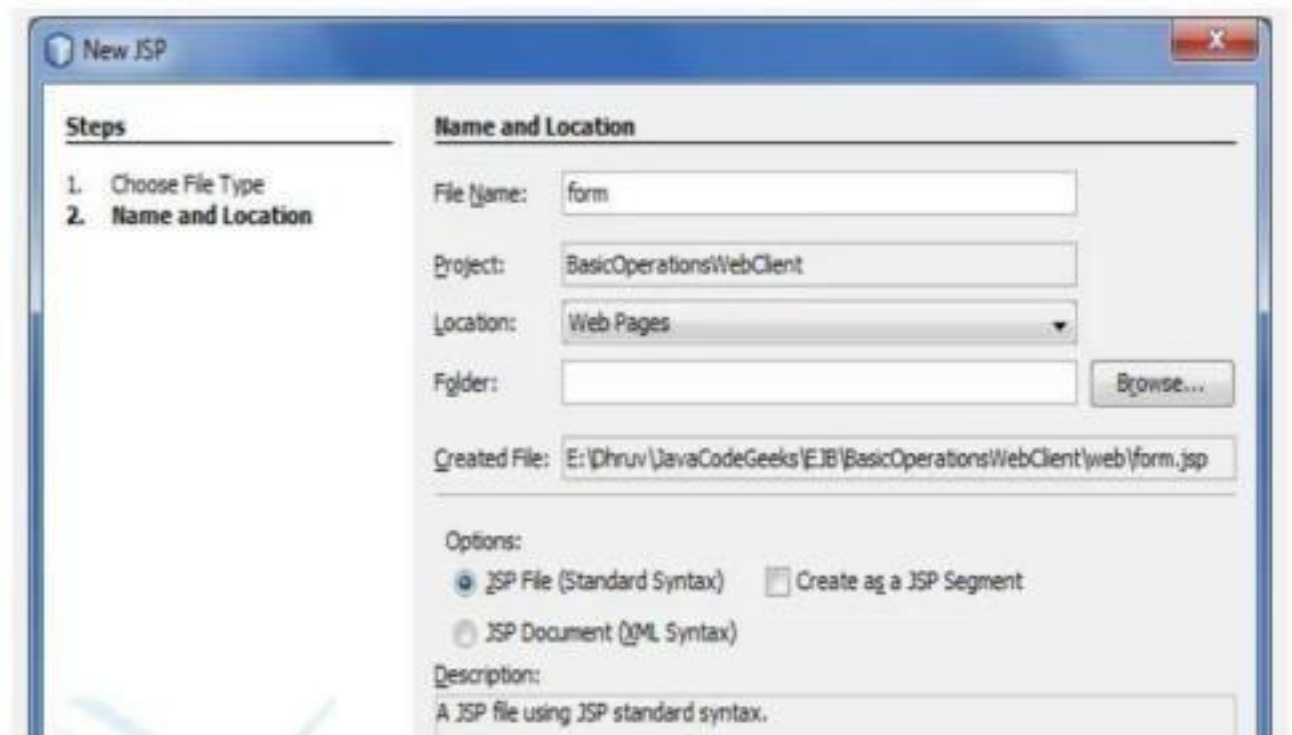 New JSP
Steps
1. Choose File Type
2. Name and Location
Name and Location
File Name: form
Project: BasicOperationsWebClient
Location: Web Pages
Folder:
Browse...
Created File: E:\Dhruv\JavaCodeGeeks\EJB\BasicOperationsWebClient\web\form.jsp
Options:
JSP File (Standard Syntax)
Create as a JSP Segment
JSP Document (XML Syntax)
Description:
A JSP file using JSP standard syntax.